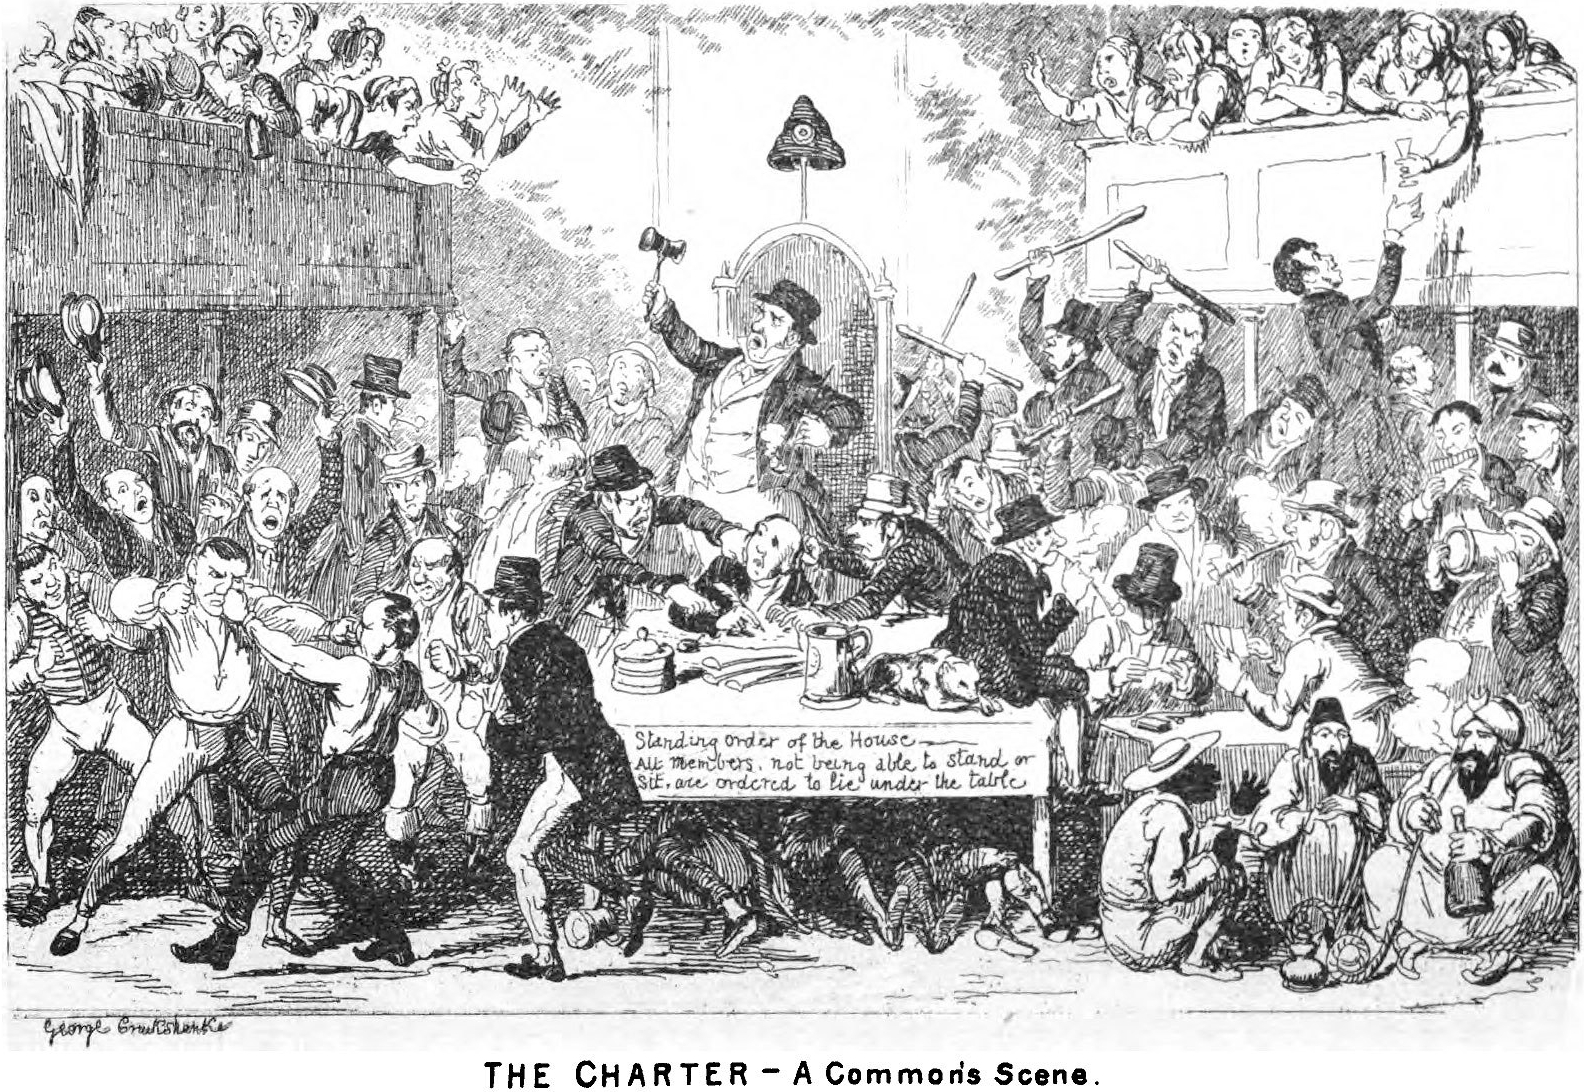 Standing order of the House —
All members, not being able to stand or
Sit, are ordered to lie under the table
George Cruikshank
THE CHARTER – A Common's Scene.